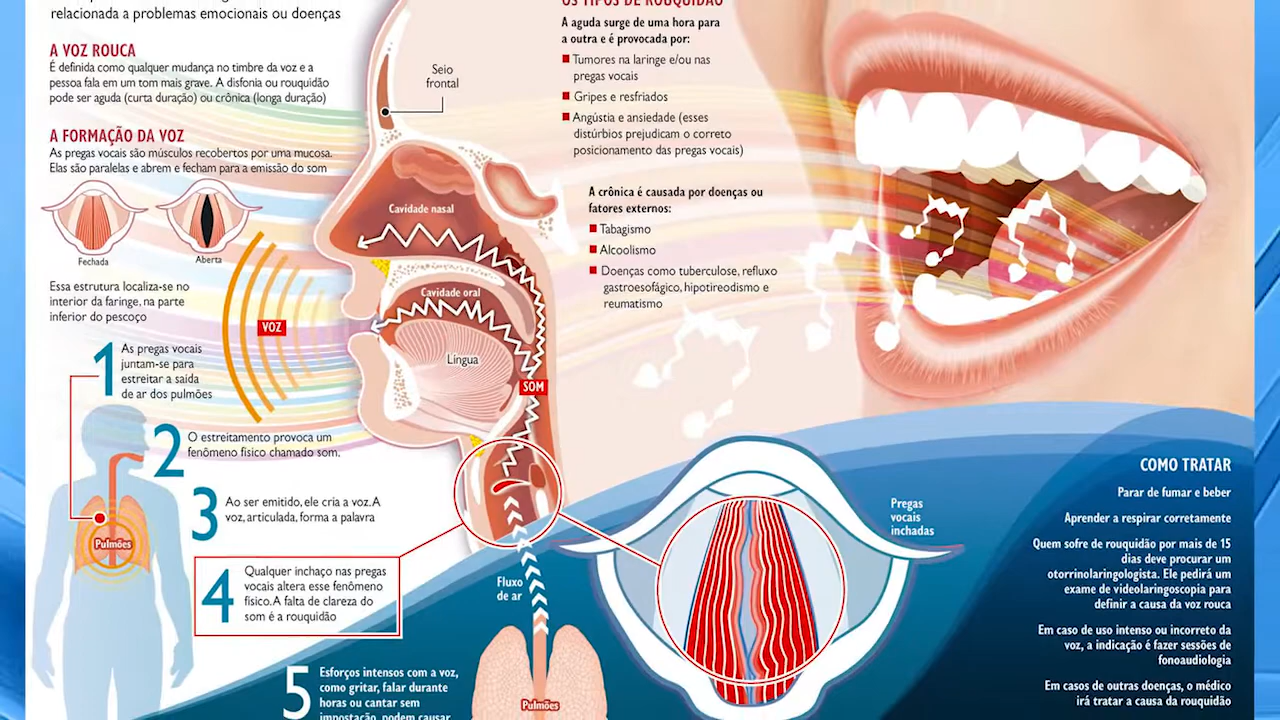 relacionada a problemas emocionais ou doenças
A VOZ ROUCA
É definida como qualquer mudança no timbre da voz e a
pessoa fala em um tom mais grave. A disfonia ou rouquidão
pode ser aguda (curta duração) ou crônica (longa duração)
A FORMAÇÃO DA VOZ
As pregas vocais são músculos recobertos por uma mucosa.
Elas são paralelas e abrem e fecham para a emissão do som
Fechada
Aberta
Essa estrutura localiza-se no
interior da faringe, na parte
inferior do pescoço
VOZ
1
As pregas vocais
juntam-se para
estreitar a saída
de ar dos pulmões
2
O estreitamento provoca um
fenômeno físico chamado som.
3
Ao ser emitido, ele cria a voz. A
voz, articulada, forma a palavra
Pulmões
4
Qualquer inchaço nas pregas
vocais altera esse fenômeno
físico. A falta de clareza do
som é a rouquidão
5
Esforços intensos com a voz,
como gritar, falar durante
horas ou cantar sem
impostação, podem causar
Seio
frontal
Cavidade nasal
Cavidade oral
Língua
SOM
Fluxo
de ar
Pulmões
OS TIPOS DE ROUQUIDÃO
A aguda surge de uma hora para
a outra e é provocada por:
Tumores na laringe e/ou nas
pregas vocais
Gripes e resfriados
Angústia e ansiedade (esses
distúrbios prejudicam o correto
posicionamento das pregas vocais)
A crônica é causada por doenças ou
fatores externos:
Tabagismo
Alcoolismo
Doenças como tuberculose, refluxo
gastroesofágico, hipotireodismo e
reumatismo
Pregas
vocais
inchadas
COMO TRATAR
Parar de fumar e beber
Aprender a respirar corretamente
Quem sofre de rouquidão por mais de 15
dias deve procurar um
otorrinolaringologista. Ele pedirá um
exame de videolaringoscopia para
definir a causa da voz rouca
Em caso de uso intenso ou incorreto da
voz, a indicação é fazer sessões de
fonoaudiologia
Em casos de outras doenças, o médico
irá tratar a causa da rouquidão